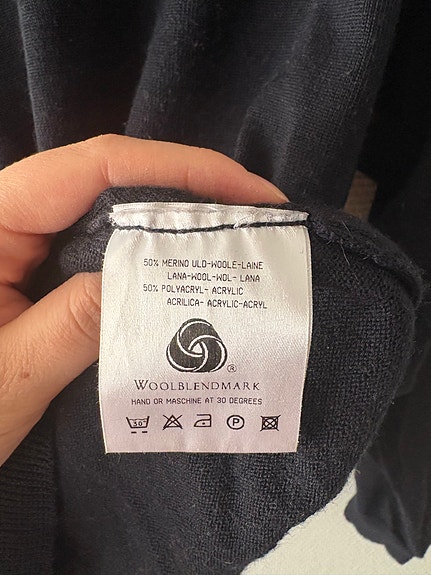 50% MERINO ULD-WOOLE-LAINE
LANA-WOOL-WOL- LANA
50% POLYACRYL- ACRYLIC
ACRILICA- ACRYLIC-ACRYL
®
WOOLBLENDMARK
HAND OR MASCHINE AT 30 DEGREES
30° P